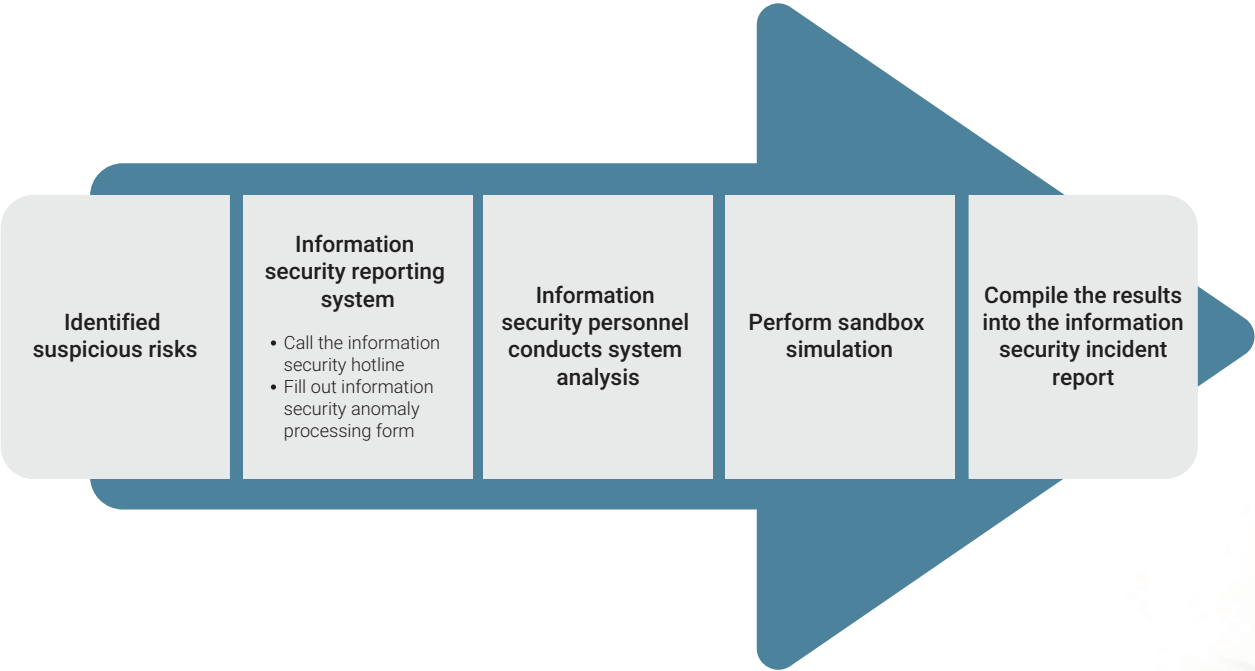 Identified
suspicious risks
Information
security reporting
system
• Call the information
security hotline
• Fill out information
security anomaly
processing form
Information
security personnel
conducts system
analysis
Perform sandbox
simulation
Compile the results
into the information
security incident
report